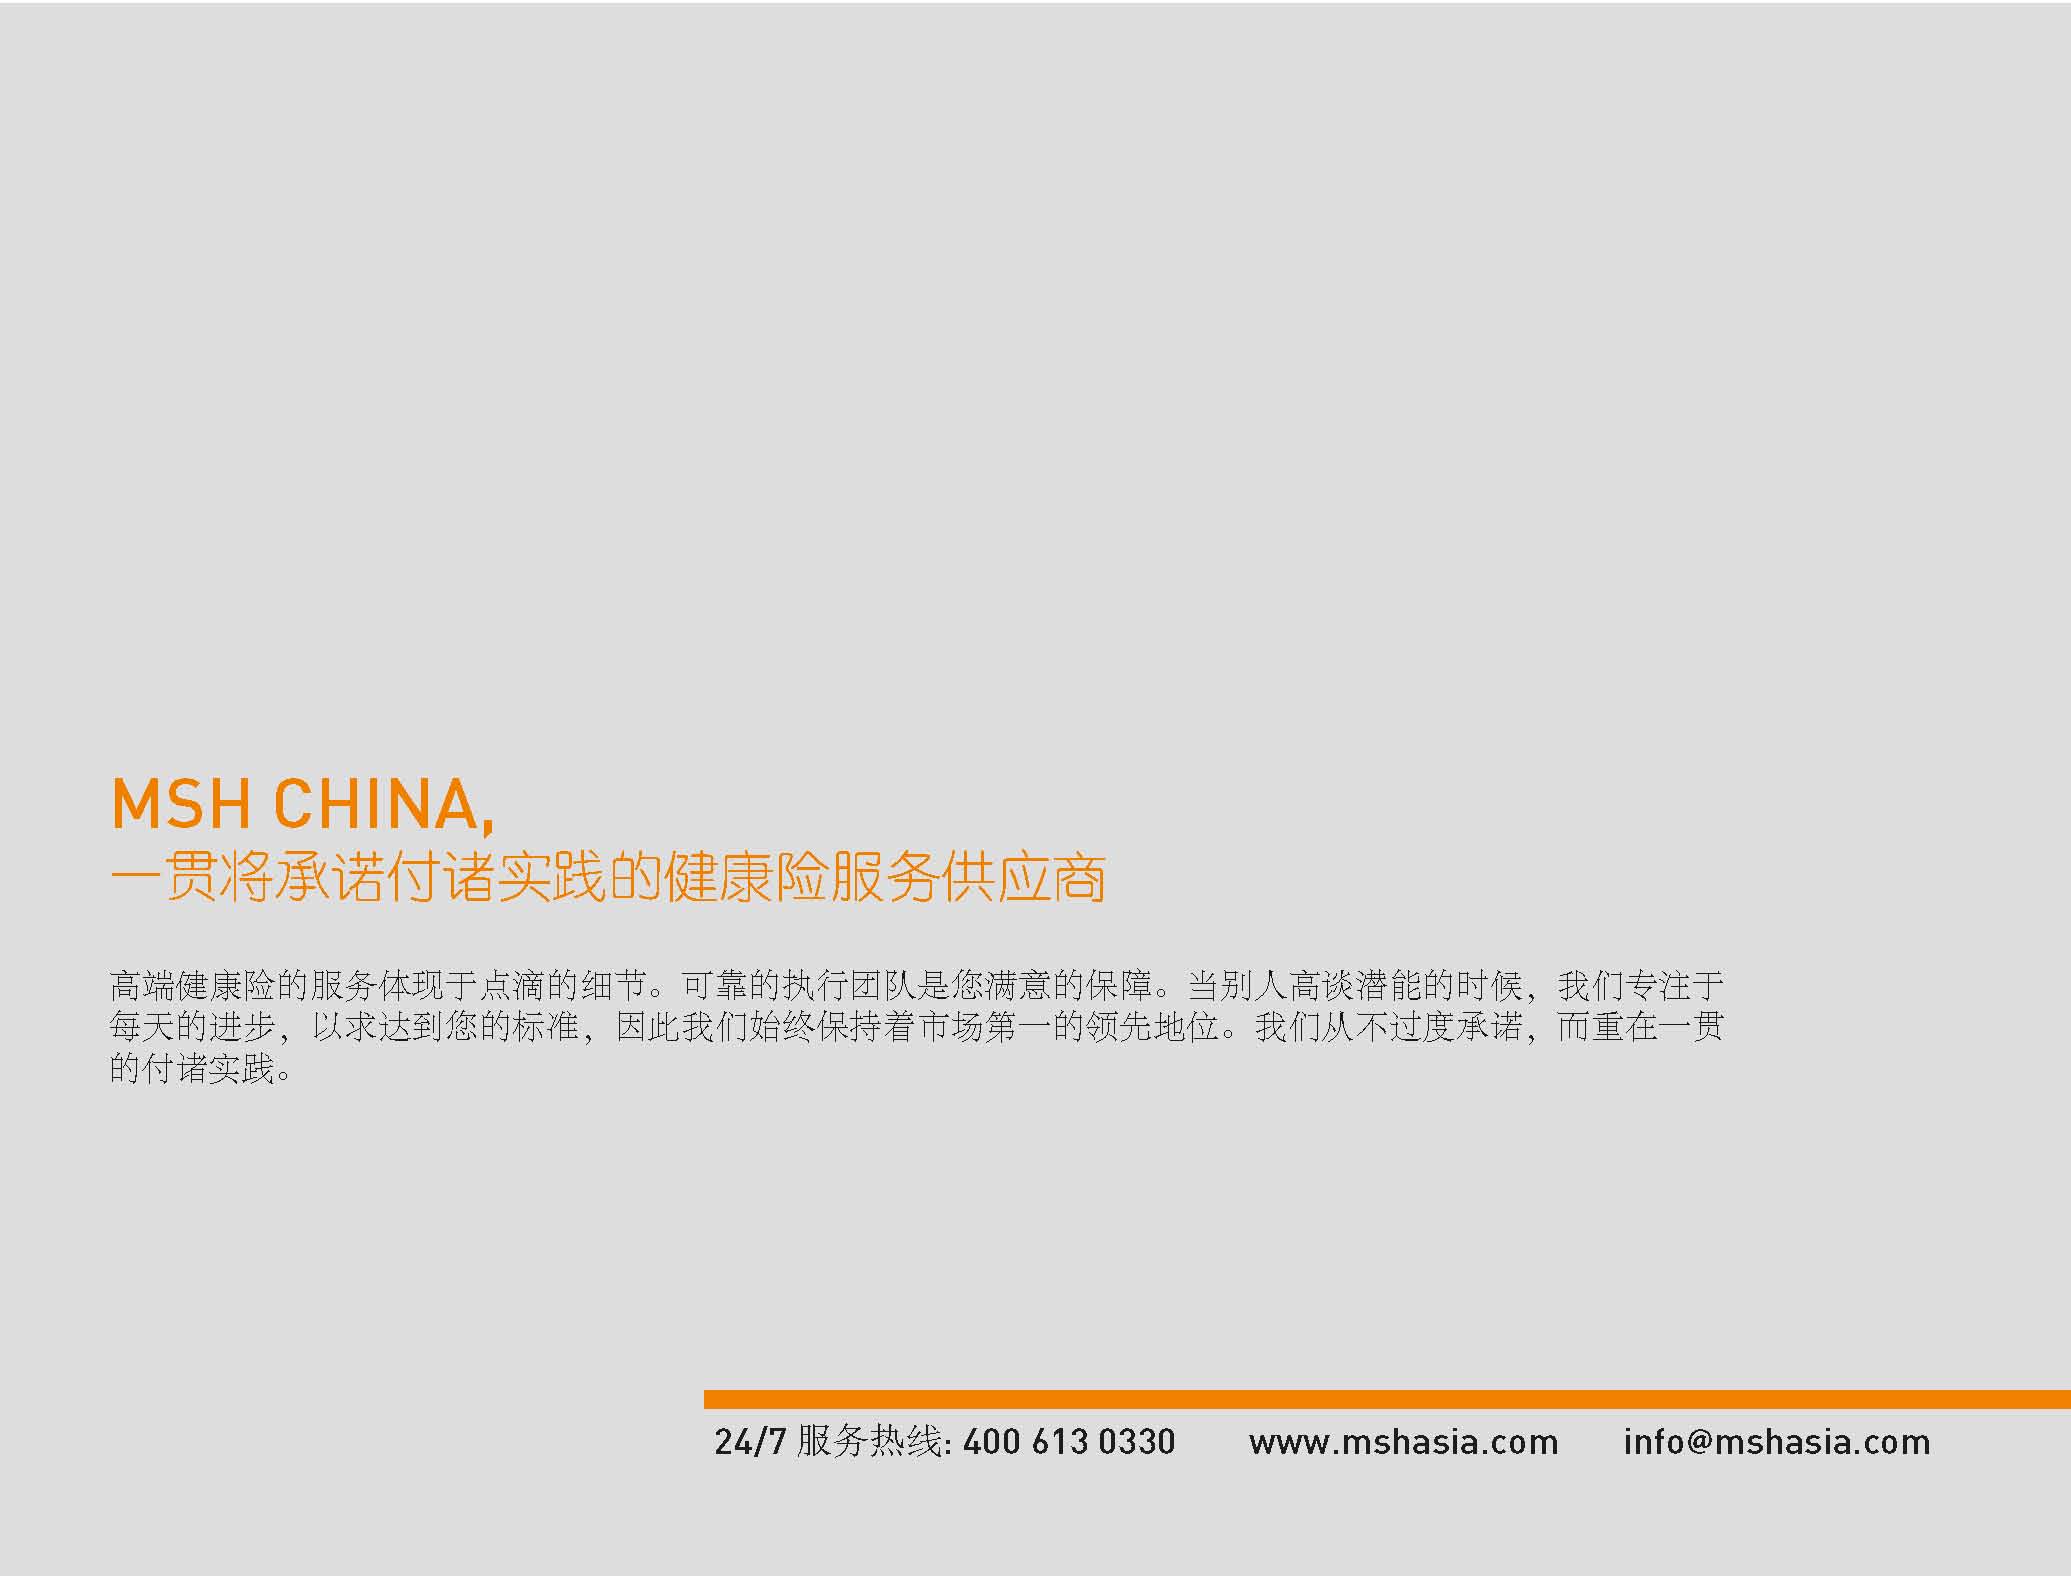 MSH CHINA,
一贯将承诺付诸实践的健康险服务供应商
高端健康险的服务体现于点滴的细节。可靠的执行团队是您满意的保障。当别人高谈潜能的时候，我们专注于
每天的进步，以求达到您的标准，因此我们始终保持着市场第一的领先地位。我们从不过度承诺，而重在一贯
的付诸实践。
24/7 服务热线: 400 613 0330 www.mshasia.com info@mshasia.com